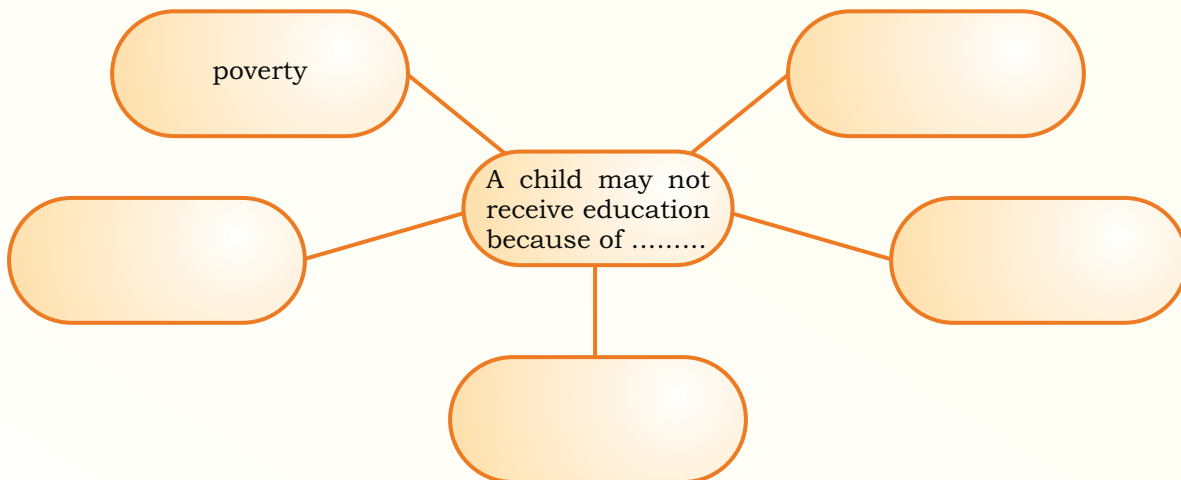 poverty
A child may not
receive education
because of .........